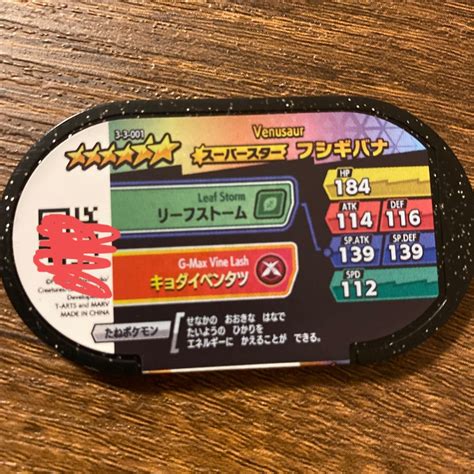 3-3-001
Venusaur
スーパースター フシギバナ
Leaf Storm
リーフストーム
G-Max Vine Lash
キョダイベンタツ
HP
184
ATK DEF
114 116
SP.ATK SP.DEF
139 139
SPD
112
T-ARTS and MARV
MADE IN CHINA
たねポケモン
せなかの おおきな はなで
たいようの ひかりを
エネルギーに かえることが できる。